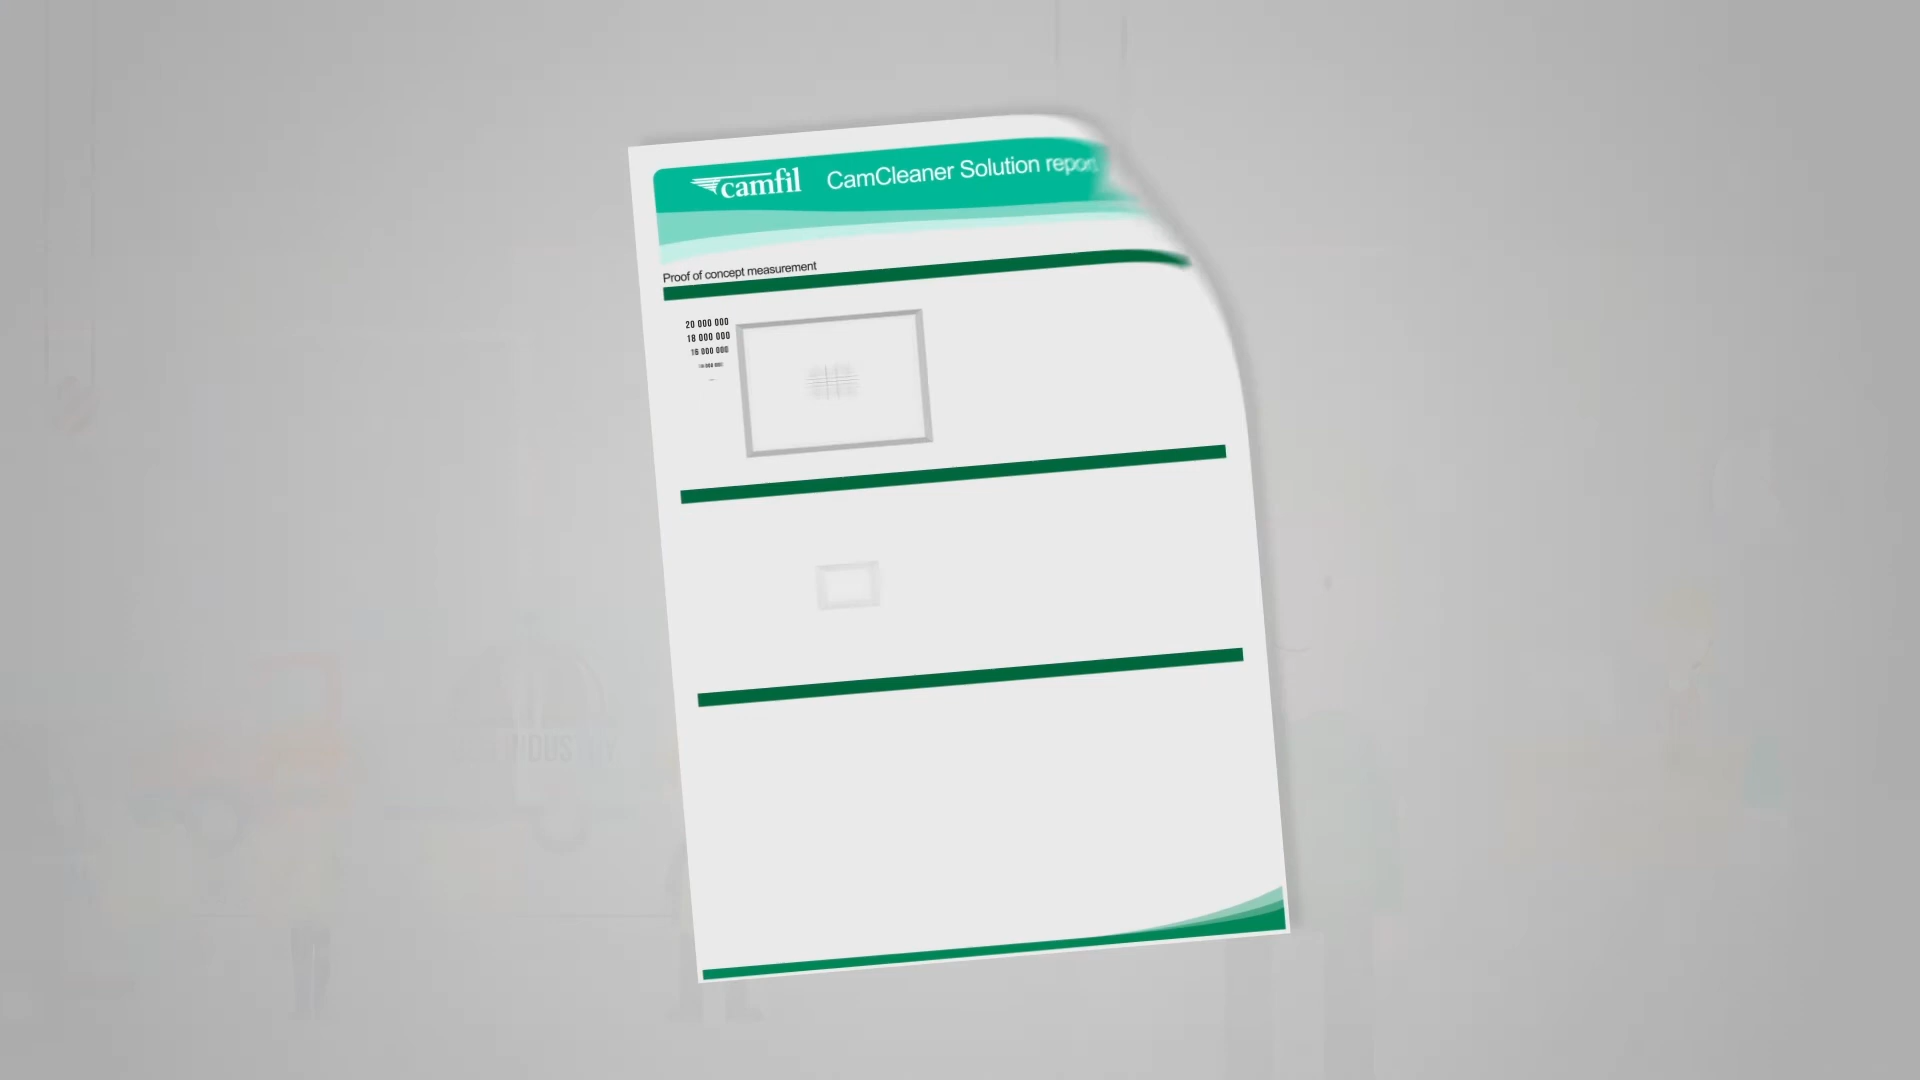 camfil
CamCleaner Solution report
Proof of concept measurement
20 000 000
18 000 000
16 000 000